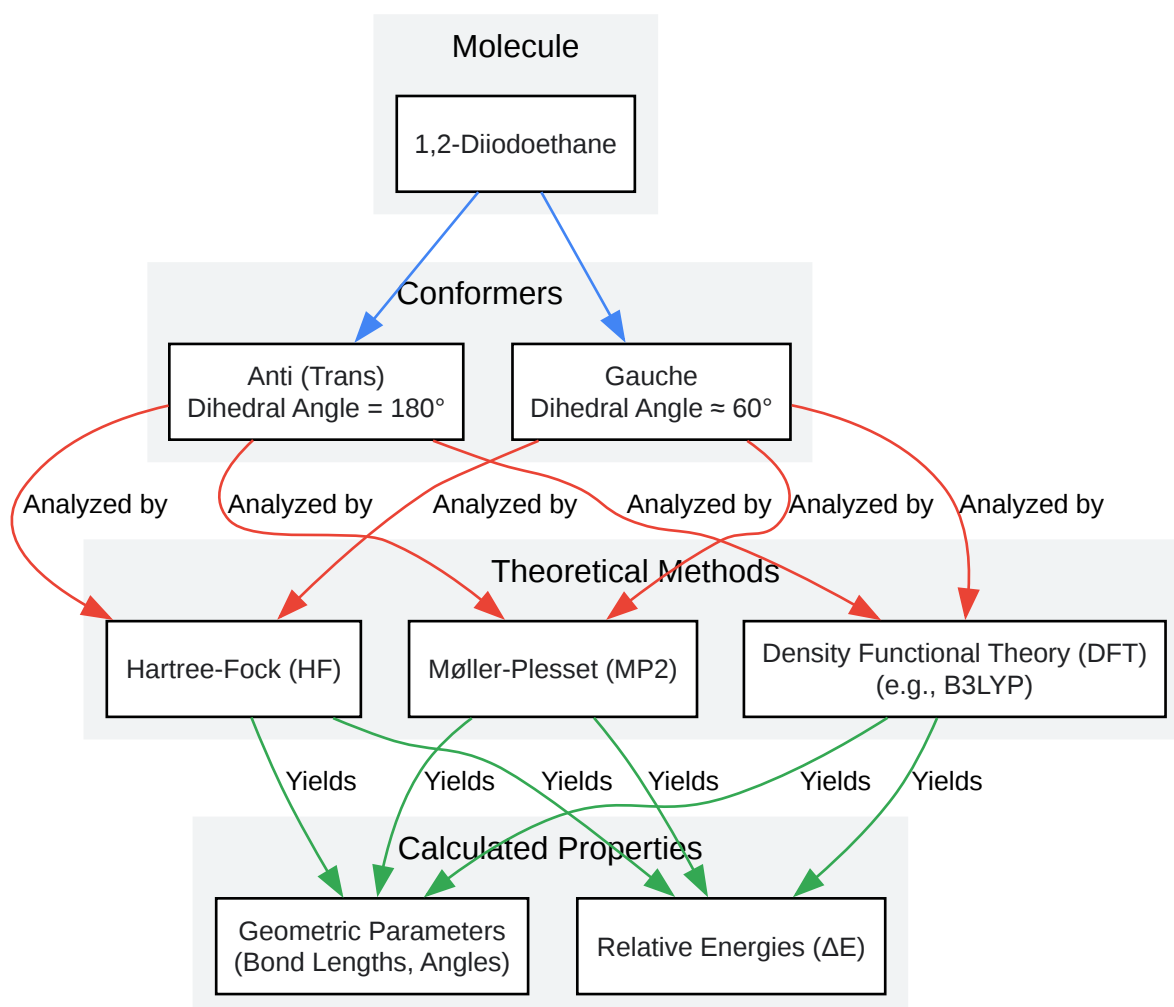 Molecule
1,2-Diiodoethane
Conformers
Anti (Trans)
Dihedral Angle = 180°
Gauche
Dihedral Angle ≈ 60°
Analyzed by
Analyzed by
Analyzed by
Analyzed by
Analyzed by
Analyzed by
Theoretical Methods
Hartree-Fock (HF)
Møller-Plesset (MP2)
Density Functional Theory (DFT)
(e.g., B3LYP)
Yields
Yields
Yields
Yields
Yields
Yields
Calculated Properties
Geometric Parameters
(Bond Lengths, Angles)
Relative Energies (ΔE)